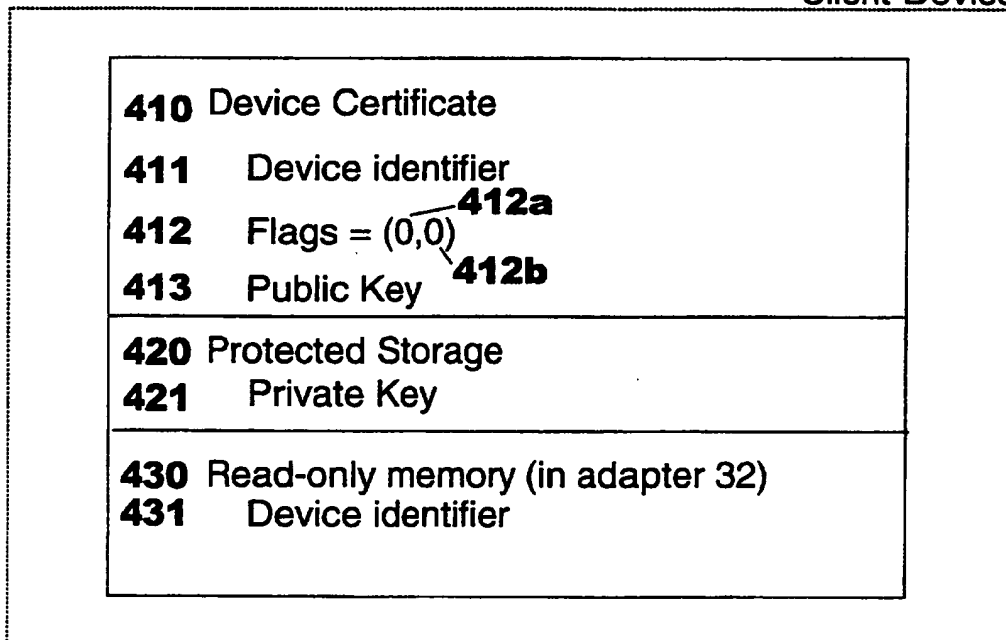 410 Device Certificate
411 Device identifier
412a
412 Flags = (0,0)
412b
413 Public Key
420 Protected Storage
421 Private Key
430 Read-only memory (in adapter 32)
431 Device identifier